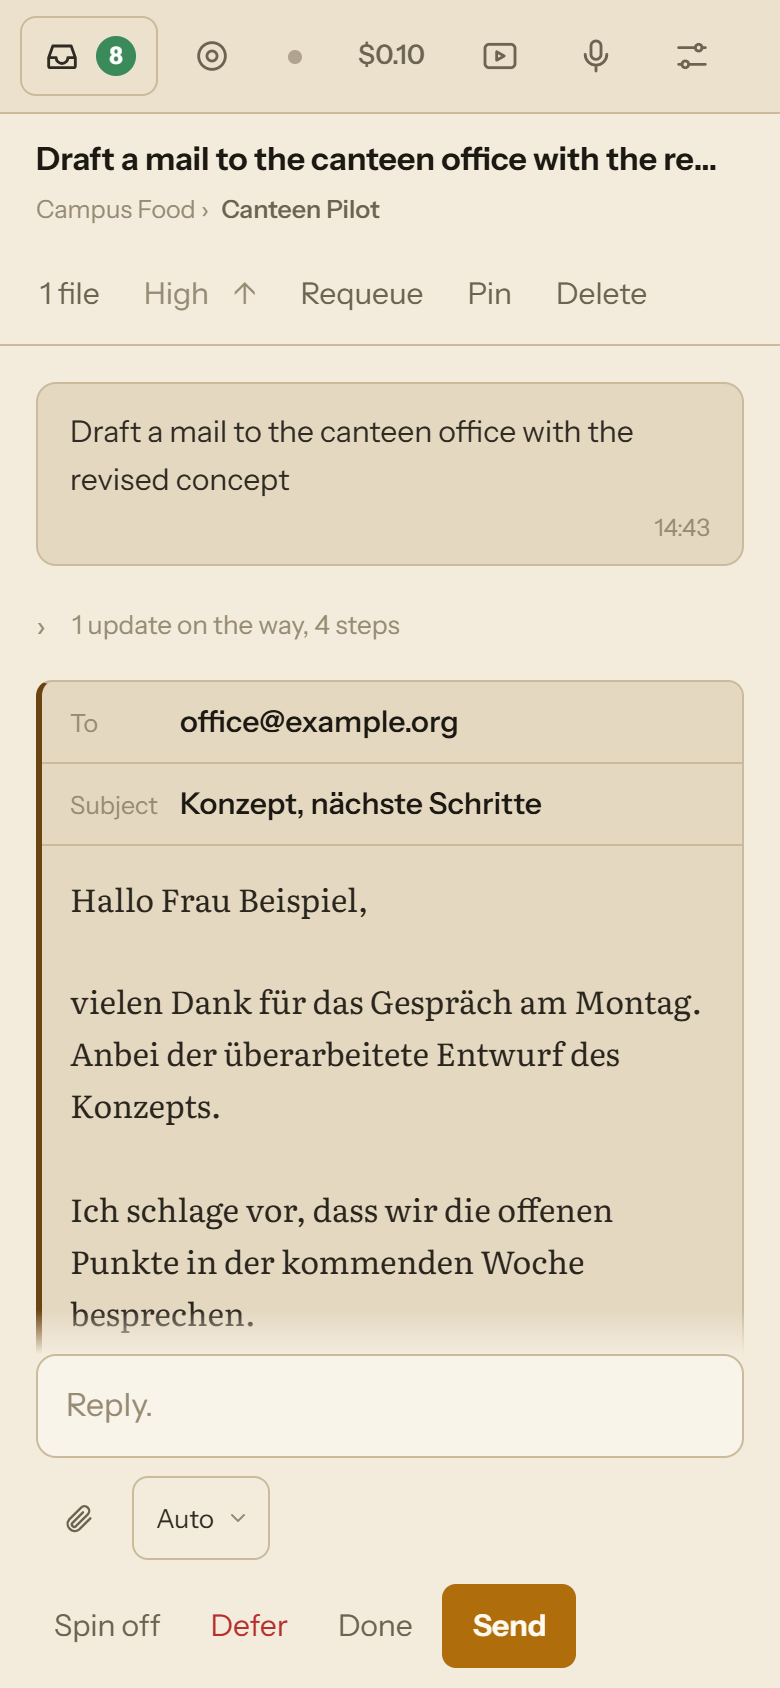 8
$0.10
Draft a mail to the canteen office with the re...
Campus Food › Canteen Pilot
1 file High ↑ Requeue Pin Delete
Draft a mail to the canteen office with the
revised concept
14:43
› 1 update on the way, 4 steps
To office@example.org
Subject Konzept, nächste Schritte
Hallo Frau Beispiel,
vielen Dank für das Gespräch am Montag.
Anbei der überarbeitete Entwurf des
Konzepts.
Ich schlage vor, dass wir die offenen
Punkte in der kommenden Woche
besprechen.
Reply.
Auto
Spin off Defer Done Send